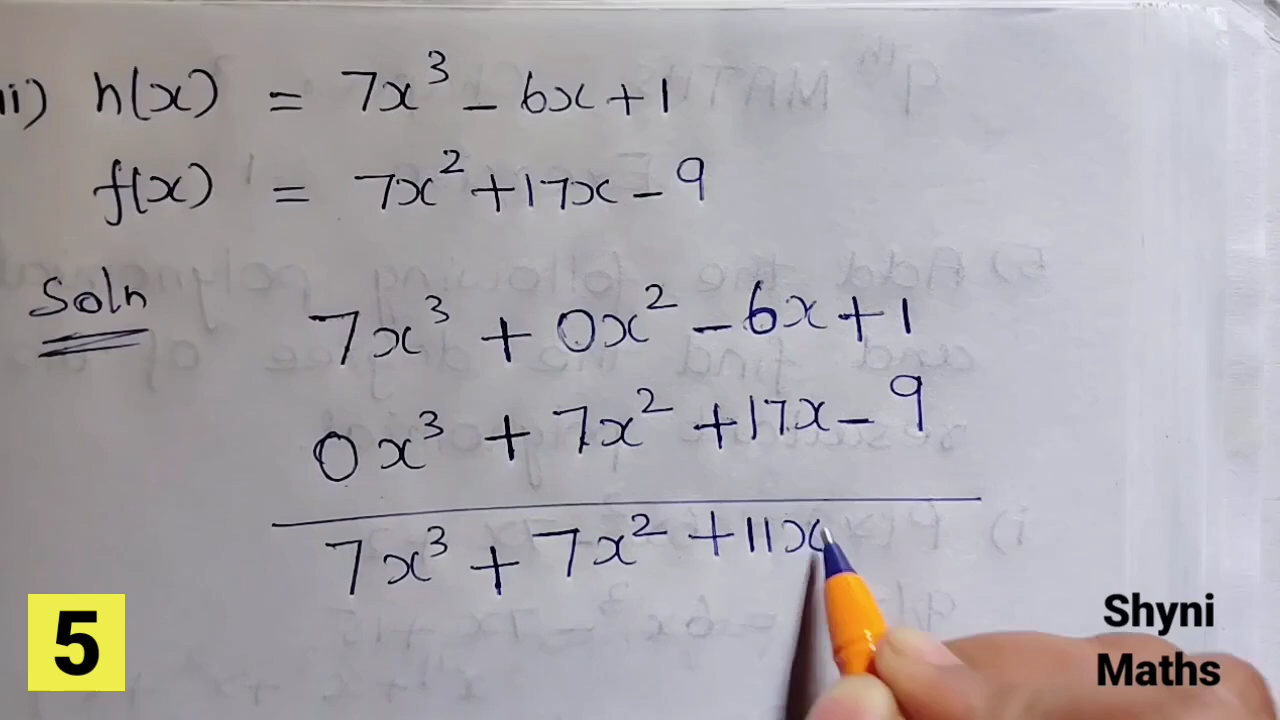 ii) h(x) = 7x³ - 6x + 1
f(x) = 7x² + 17x - 9
Soln
7x³ + 0x² - 6x + 1
0x³ + 7x² + 17x - 9
7x³ + 7x² + 11x
5
Shyni
Maths